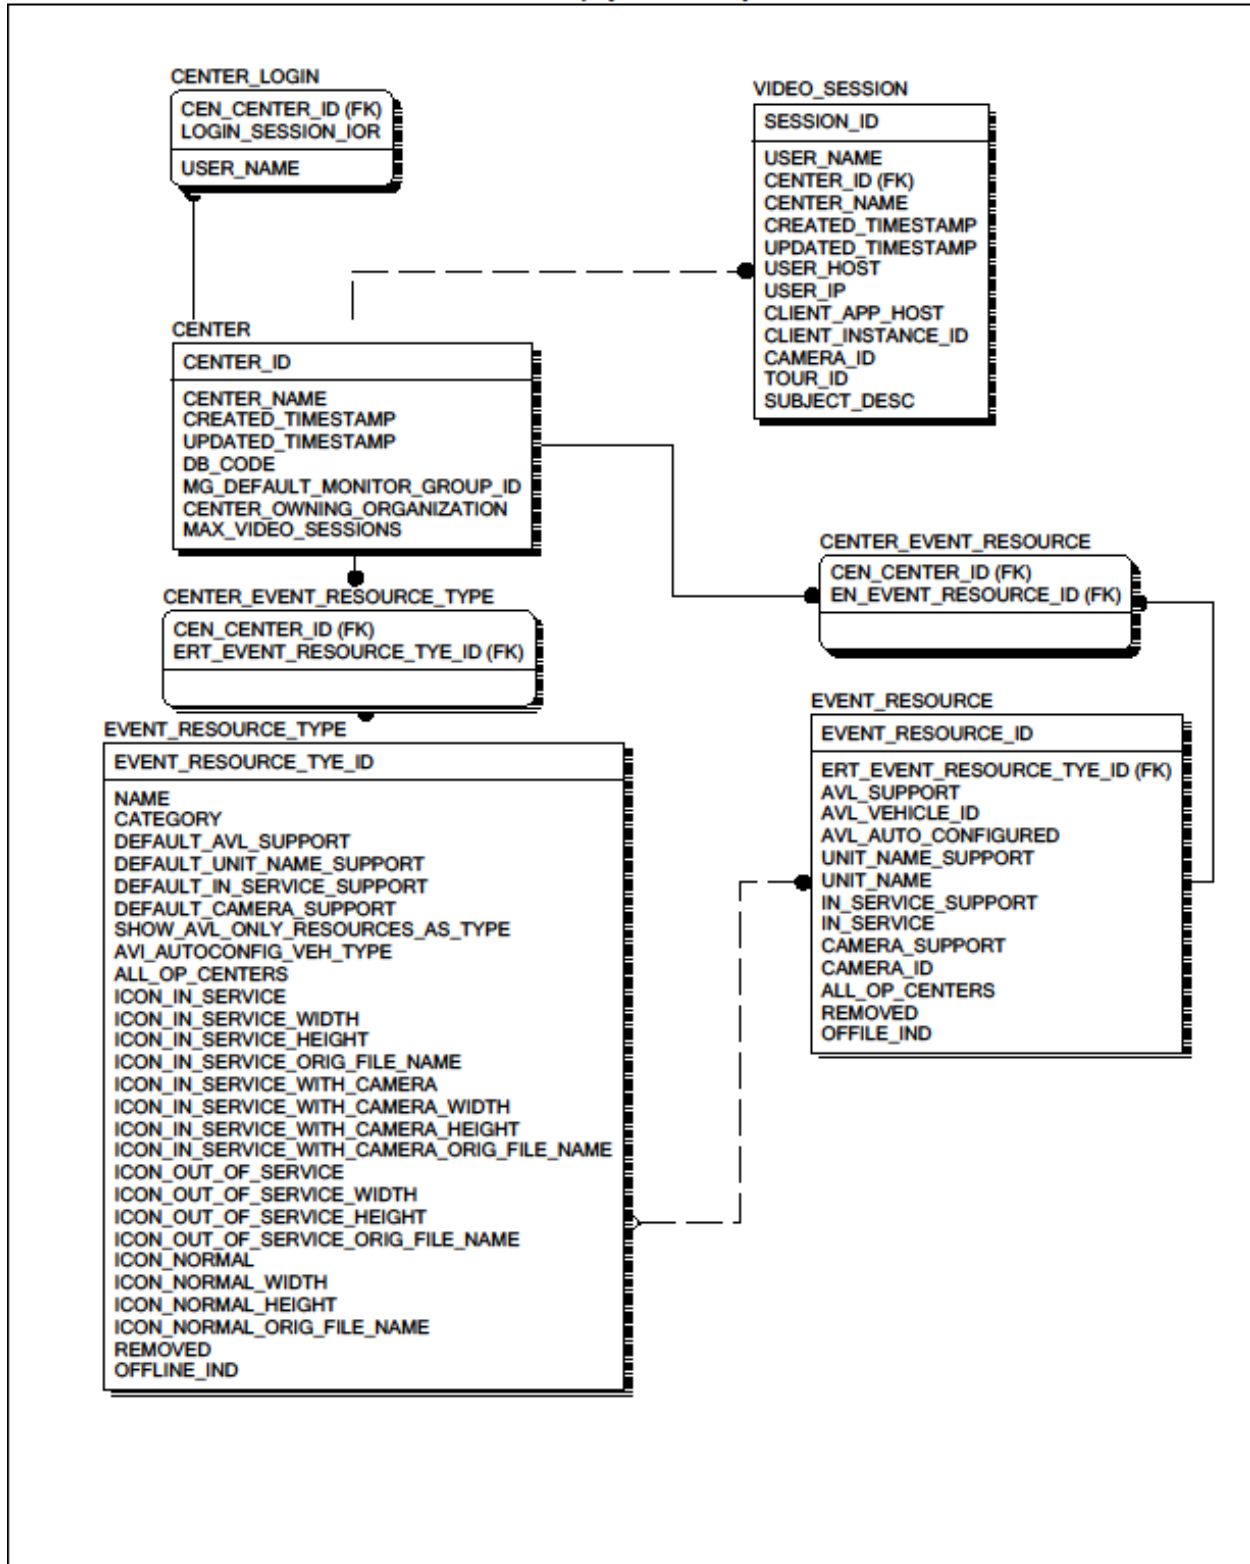 CENTER_LOGIN
CEN_CENTER_ID (FK)
LOGIN_SESSION_IOR
USER_NAME
VIDEO_SESSION
SESSION_ID
USER_NAME
CENTER_ID (FK)
CENTER_NAME
CREATED_TIMESTAMP
UPDATED_TIMESTAMP
USER_HOST
USER_IP
CLIENT_APP_HOST
CLIENT_INSTANCE_ID
CAMERA_ID
TOUR_ID
SUBJECT_DESC
CENTER
CENTER_ID
CENTER_NAME
CREATED_TIMESTAMP
UPDATED_TIMESTAMP
DB_CODE
MG_DEFAULT_MONITOR_GROUP_ID
CENTER_OWNING_ORGANIZATION
MAX_VIDEO_SESSIONS
CENTER_EVENT_RESOURCE
CEN_CENTER_ID (FK)
EN_EVENT_RESOURCE_ID (FK)
CENTER_EVENT_RESOURCE_TYPE
CEN_CENTER_ID (FK)
ERT_EVENT_RESOURCE_TYE_ID (FK)
EVENT_RESOURCE
EVENT_RESOURCE_ID
ERT_EVENT_RESOURCE_TYE_ID (FK)
AVL_SUPPORT
AVL_VEHICLE_ID
AVL_AUTO_CONFIGURED
UNIT_NAME_SUPPORT
UNIT_NAME
IN_SERVICE_SUPPORT
IN_SERVICE
CAMERA_SUPPORT
CAMERA_ID
ALL_OP_CENTERS
REMOVED
OFFILE_IND
EVENT_RESOURCE_TYPE
EVENT_RESOURCE_TYE_ID
NAME
CATEGORY
DEFAULT_AVL_SUPPORT
DEFAULT_UNIT_NAME_SUPPORT
DEFAULT_IN_SERVICE_SUPPORT
DEFAULT_CAMERA_SUPPORT
SHOW_AVL_ONLY_RESOURCES_AS_TYPE
AVI_AUTOCONFIG_VEH_TYPE
ALL_OP_CENTERS
ICON_IN_SERVICE
ICON_IN_SERVICE_WIDTH
ICON_IN_SERVICE_HEIGHT
ICON_IN_SERVICE_ORIG_FILE_NAME
ICON_IN_SERVICE_WITH_CAMERA
ICON_IN_SERVICE_WITH_CAMERA_WIDTH
ICON_IN_SERVICE_WITH_CAMERA_HEIGHT
ICON_IN_SERVICE_WITH_CAMERA_ORIG_FILE_NAME
ICON_OUT_OF_SERVICE
ICON_OUT_OF_SERVICE_WIDTH
ICON_OUT_OF_SERVICE_HEIGHT
ICON_OUT_OF_SERVICE_ORIG_FILE_NAME
ICON_NORMAL
ICON_NORMAL_WIDTH
ICON_NORMAL_HEIGHT
ICON_NORMAL_ORIG_FILE_NAME
REMOVED
OFFLINE_IND